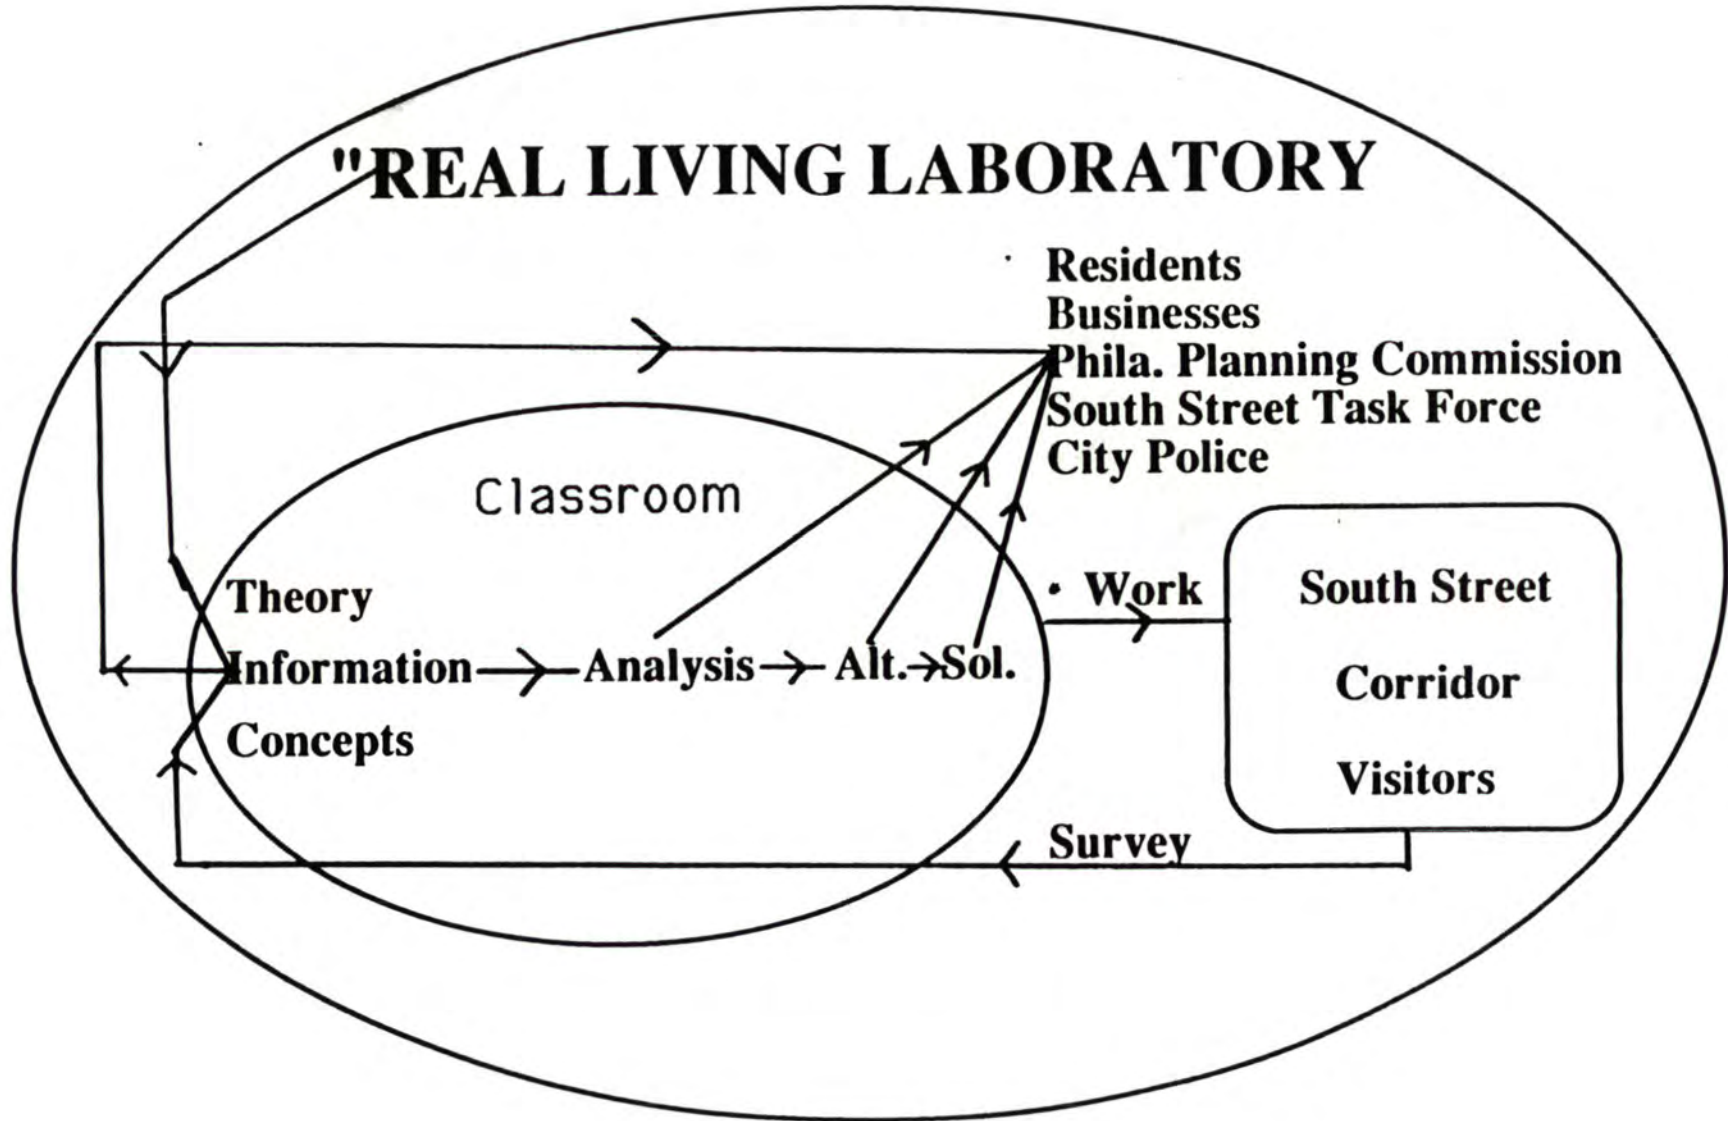 "REAL LIVING LABORATORY
Residents
Businesses
Phila. Planning Commission
South Street Task Force
City Police
Classroom
Theory
Information
Concepts
Analysis
Alt.
Sol.
· Work
South Street
Corridor
Visitors
Survey